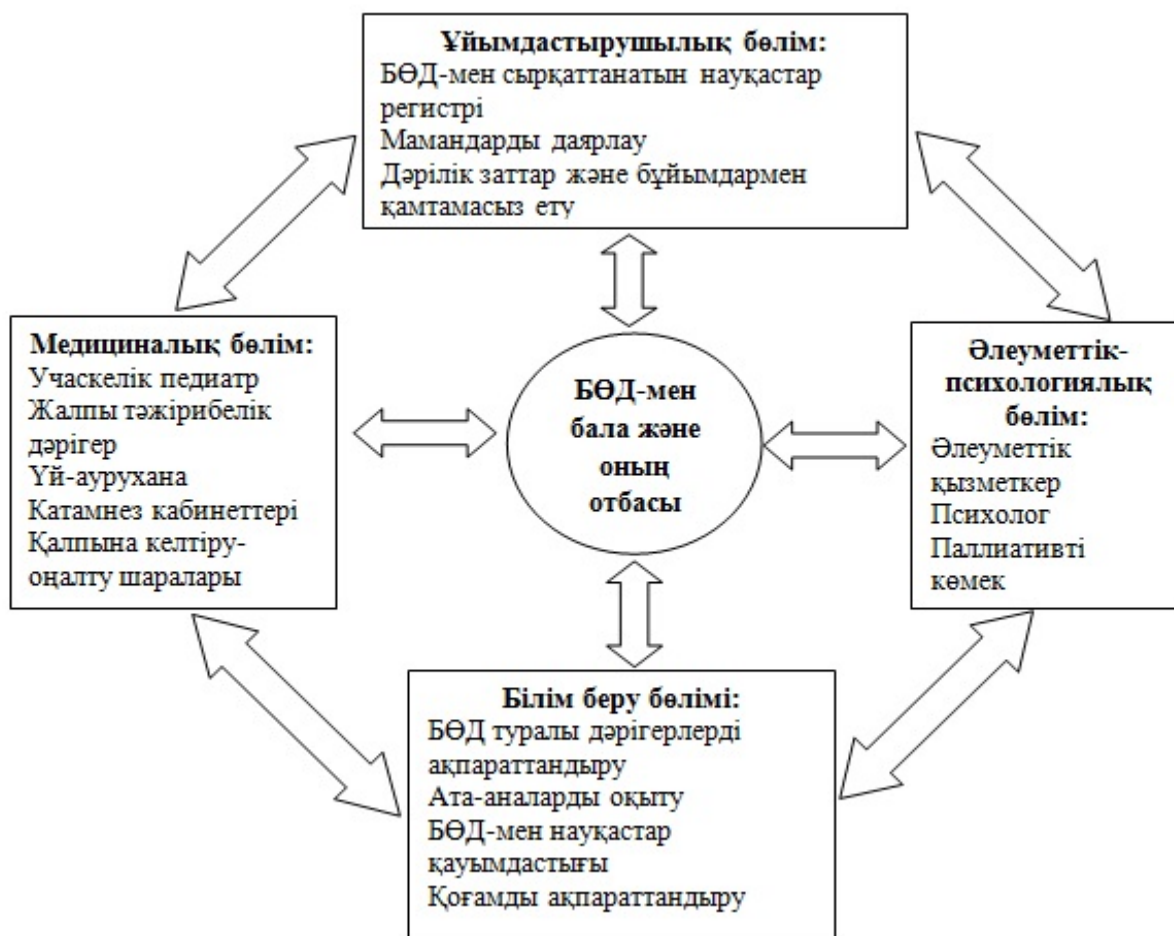 Ұйымдастырушылық бөлім:
БӨД-мен сырқаттанатын науқастар
регистрі
Мамандарды даярлау
Дәрілік заттар және бұйымдармен
қамтамасыз ету
Медициналық бөлім:
Учаскелік педиатр
Жалпы тәжірибелік
дәрігер
Үй-аурухана
Катамнез кабинеттері
Қалпына келтіру-
оңалту шаралары
БӨД-мен
бала және
оның
отбасы
Әлеуметтік-
психологиялық
бөлім:
Әлеуметтік
қызметкер
Психолог
Паллиативті
көмек
Білім беру бөлімі:
БӨД туралы дәрігерлерді
ақпараттандыру
Ата-аналарды оқыту
БӨД-мен науқастар
қауымдастығы
Қоғамды ақпараттандыру